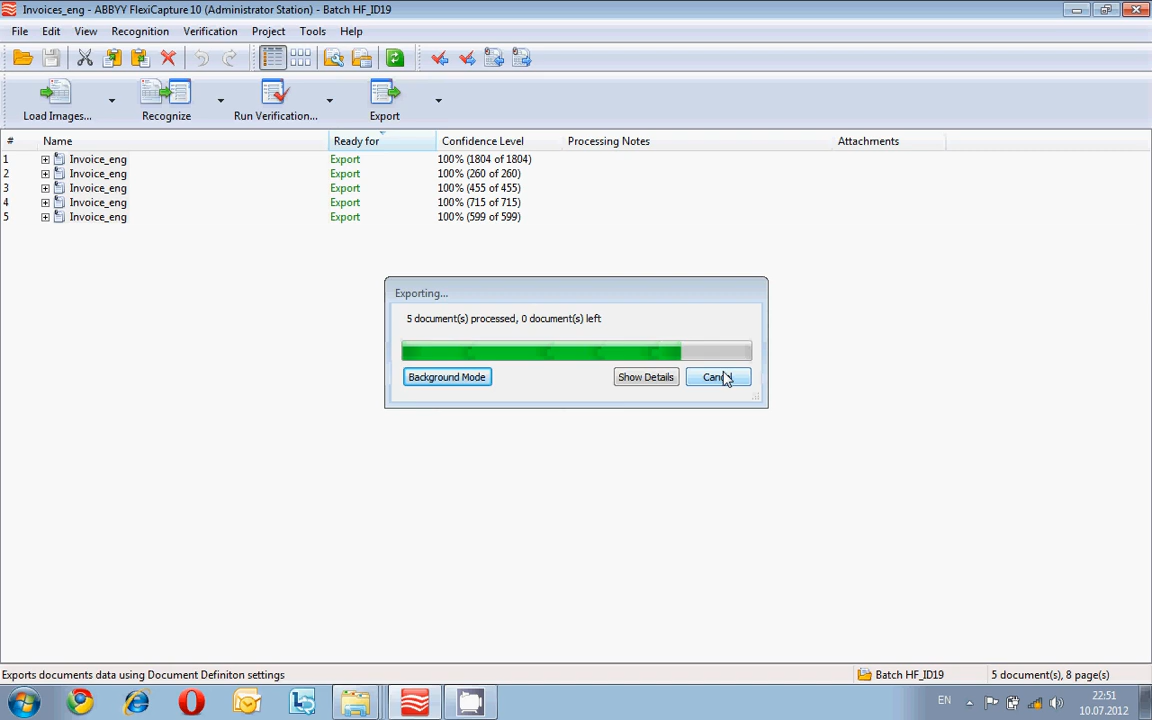 Invoices_eng - ABBYY FlexiCapture 10 (Administrator Station) - Batch HF_ID19
File Edit View Recognition Verification Project Tools Help
Load Images... Recognize Run Verification... Export
# Name Ready for Confidence Level Processing Notes Attachments
1 Invoice_eng Export 100% (1804 of 1804)
2 Invoice_eng Export 100% (260 of 260)
3 Invoice_eng Export 100% (455 of 455)
4 Invoice_eng Export 100% (715 of 715)
5 Invoice_eng Export 100% (599 of 599)
Exporting...
5 document(s) processed, 0 document(s) left
Background Mode Show Details Cancel
Exports documents data using Document Definiton settings Batch HF_ID19 5 document(s), 8 page(s)
EN 22:51
10.07.2012